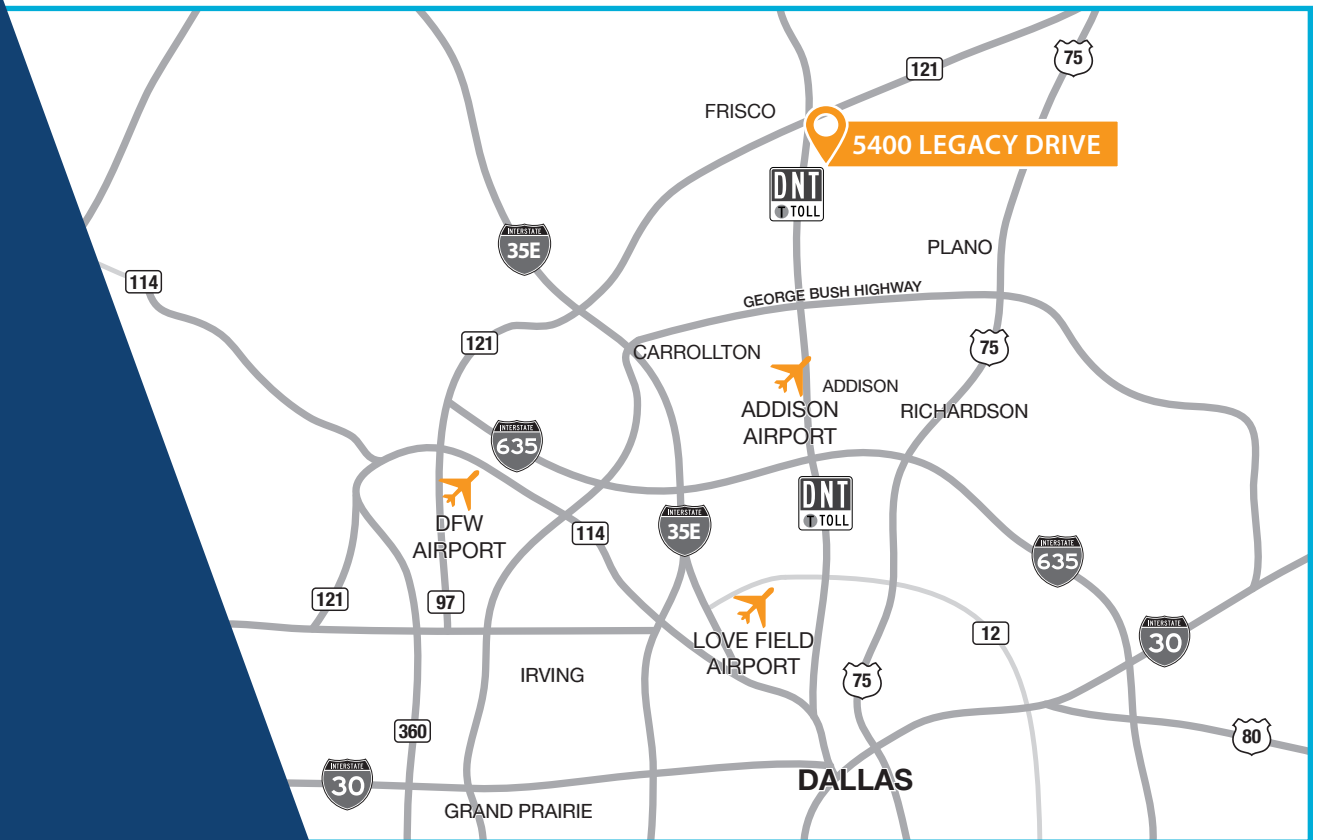 75
121
FRISCO
5400 LEGACY DRIVE
DNT
T TOLL
INTERSTATE
35E
PLANO
114
GEORGE BUSH HIGHWAY
121
CARROLLTON
75
ADDISON
ADDISON
AIRPORT
RICHARDSON
INTERSTATE
635
DNT
T TOLL
DFW
AIRPORT
114
INTERSTATE
35E
INTERSTATE
635
121
97
LOVE FIELD
AIRPORT
12
INTERSTATE
30
IRVING
75
360
80
INTERSTATE
30
DALLAS
GRAND PRAIRIE